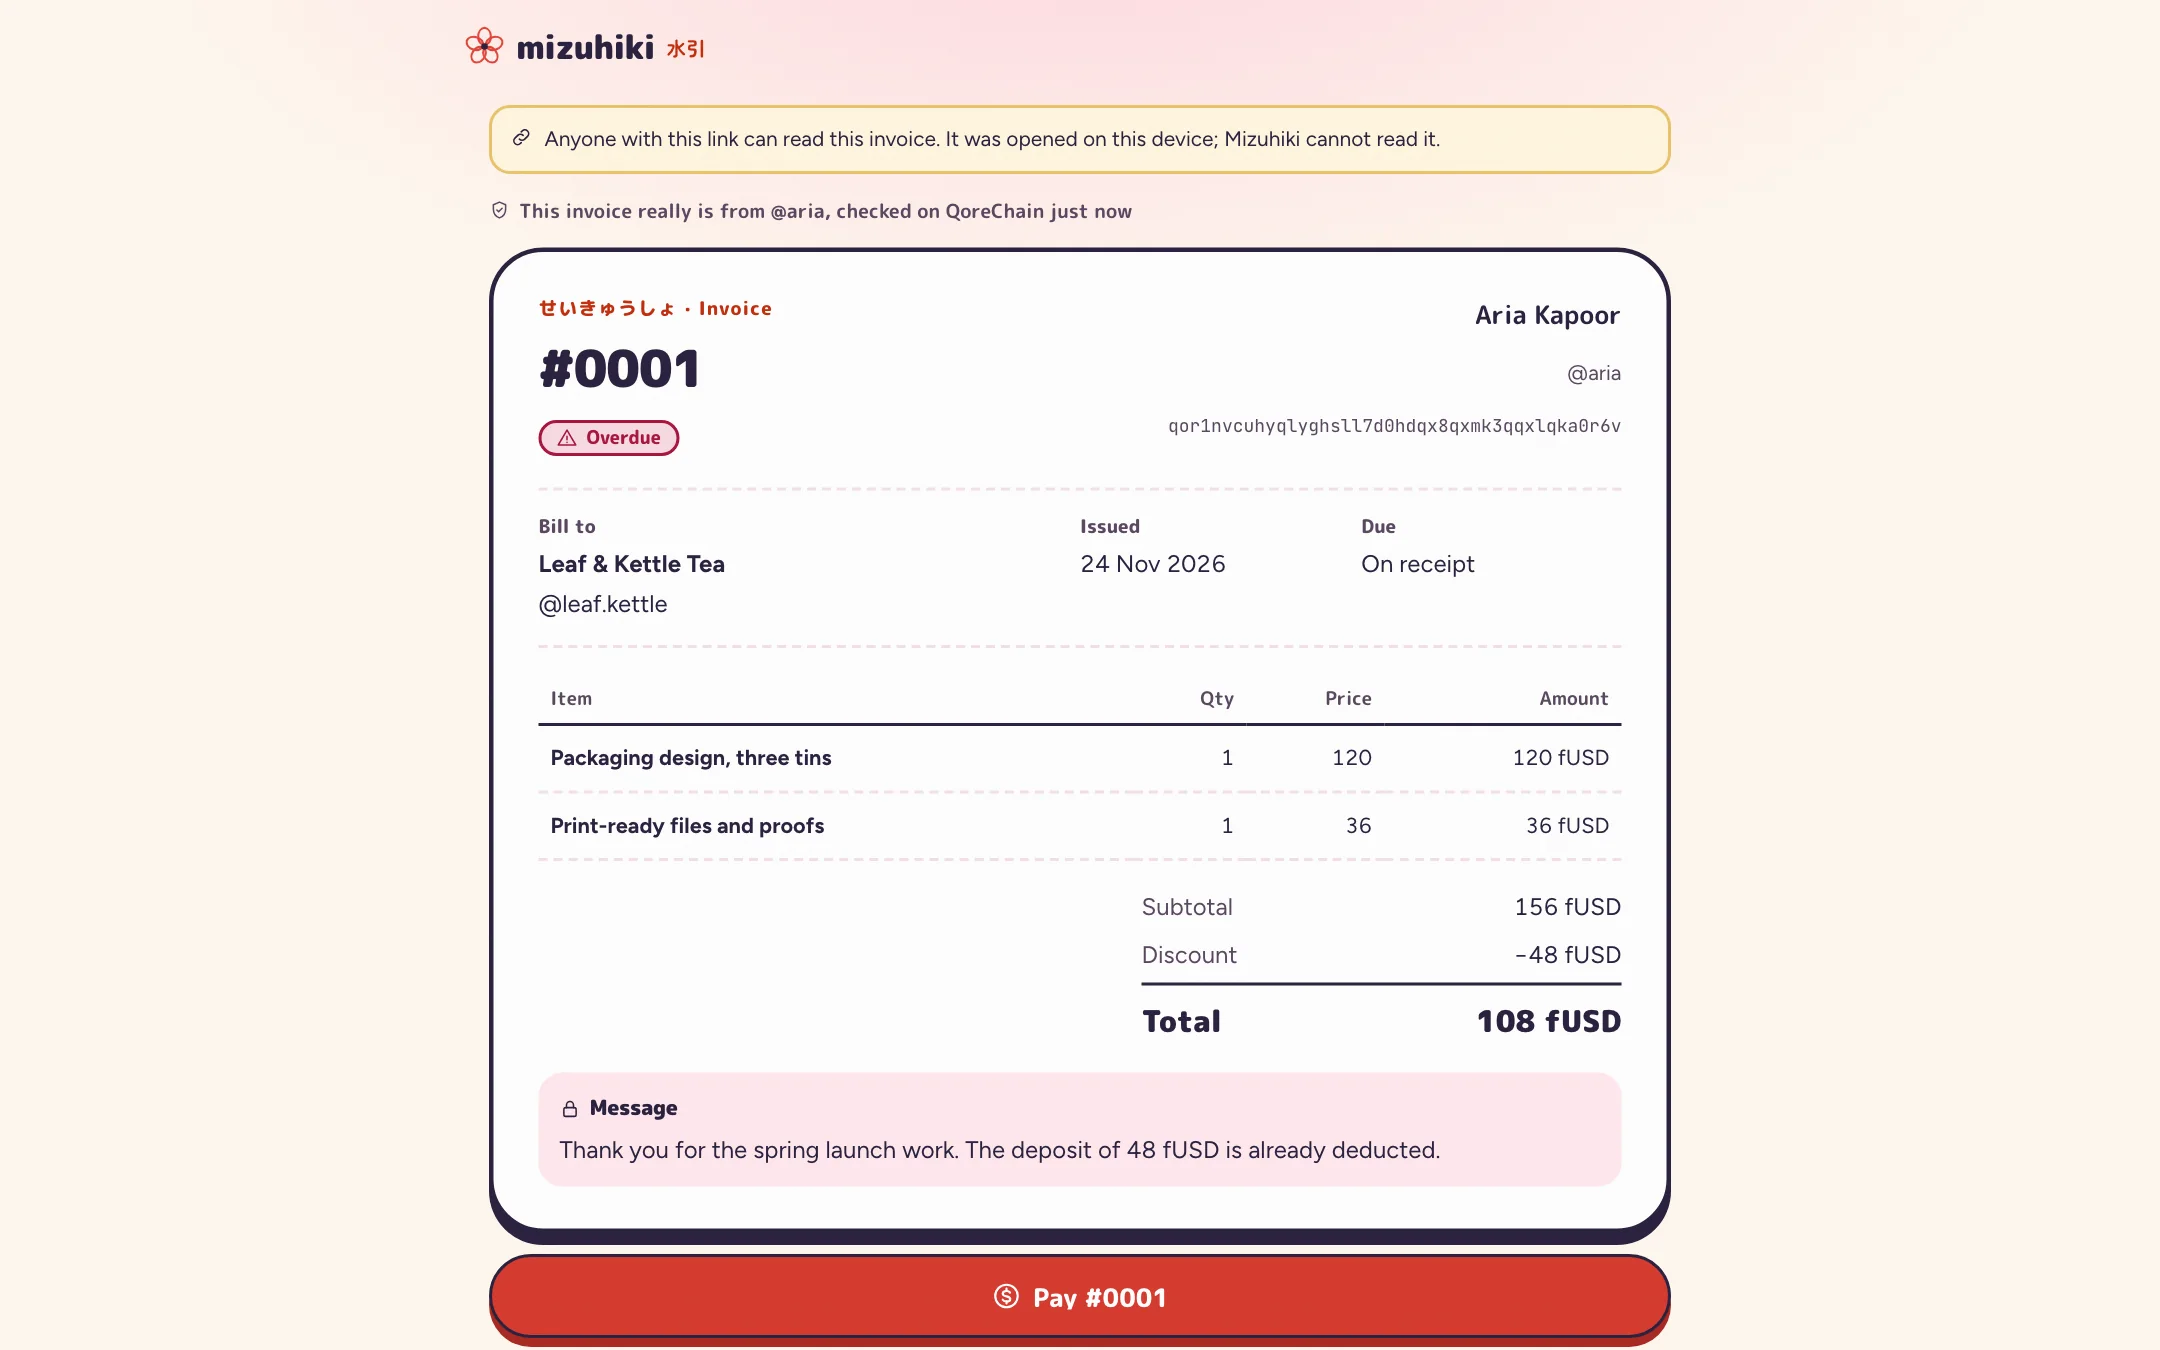 mizuhiki 水引
Anyone with this link can read this invoice. It was opened on this device; Mizuhiki cannot read it.
This invoice really is from @aria, checked on QoreChain just now
せいきゅうしょ · Invoice
#0001
Overdue
Aria Kapoor
@aria
qor1nvcuhyqlyghsll7d0hdqx8qxmk3qqxlqka0r6v
Bill to
Leaf & Kettle Tea
@leaf.kettle
Issued
24 Nov 2026
Due
On receipt
Item Qty Price Amount
Packaging design, three tins 1 120 120 fUSD
Print-ready files and proofs 1 36 36 fUSD
Subtotal 156 fUSD
Discount −48 fUSD
Total 108 fUSD
Message
Thank you for the spring launch work. The deposit of 48 fUSD is already deducted.
Pay #0001